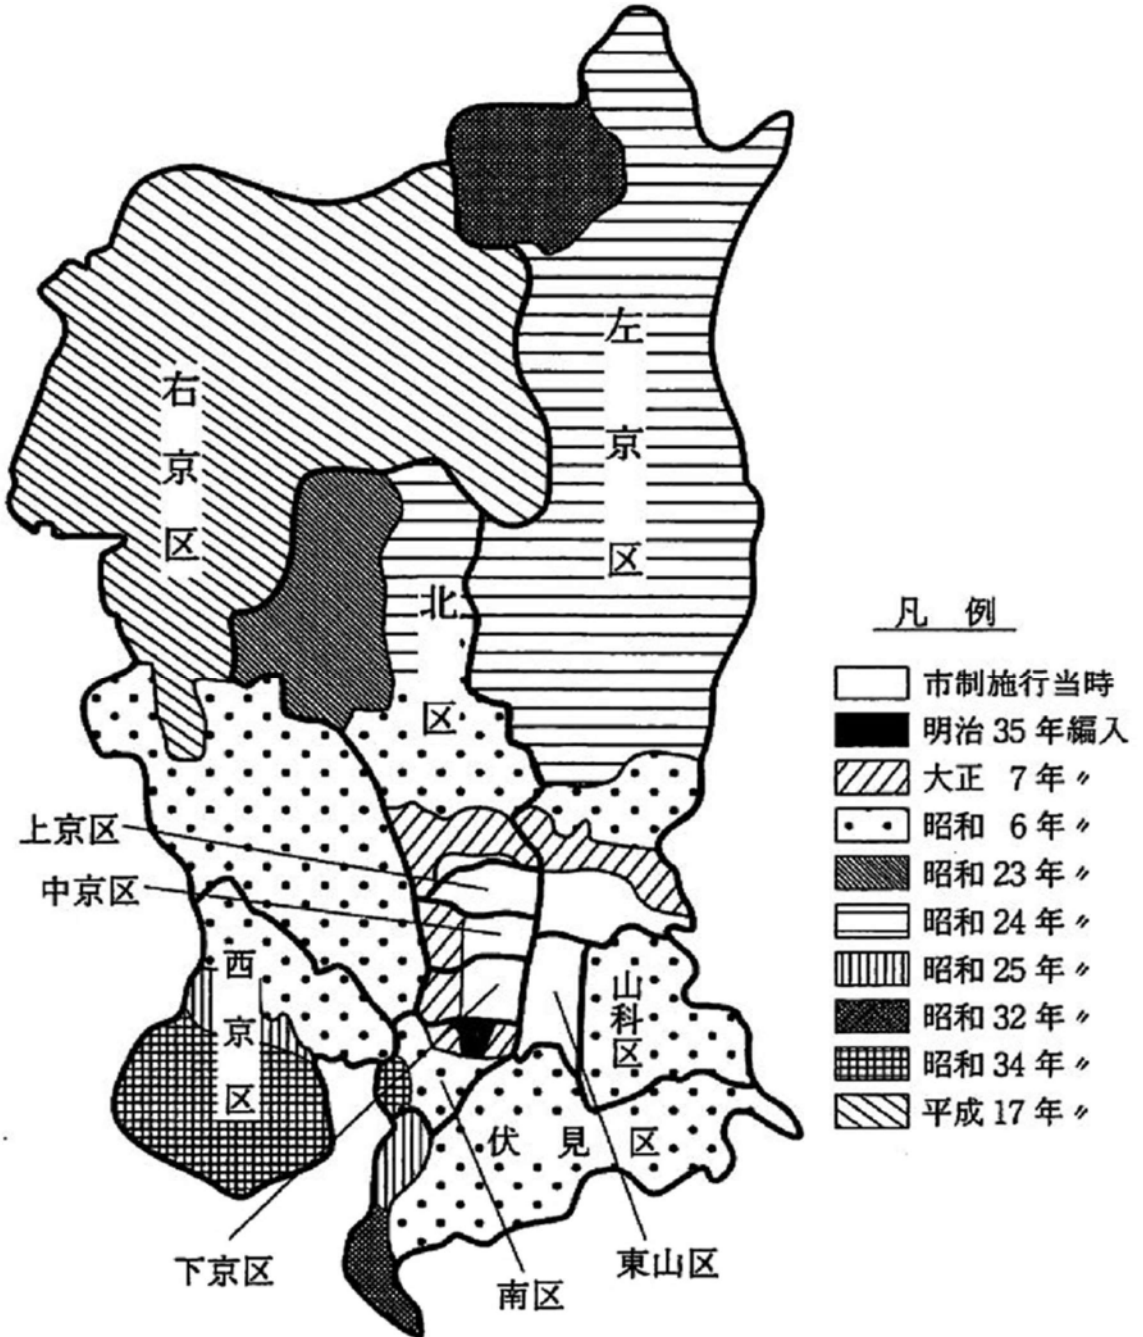 左京区
右京区
北区
上京区
中京区
西京区
山科区
伏見区
下京区
南区
東山区
凡 例
市制施行当時
明治 35 年編入
大正 7 年 〃
昭和 6 年 〃
昭和 23 年 〃
昭和 24 年 〃
昭和 25 年 〃
昭和 32 年 〃
昭和 34 年 〃
平成 17 年 〃